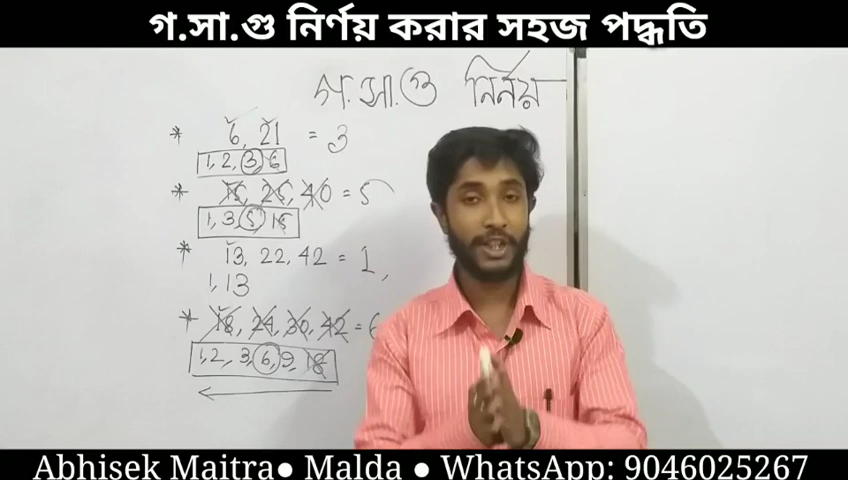 গ.সা.গু নির্ণয় করার সহজ পদ্ধতি
গ.সা.গু নির্নয়
* 6, 21 = 3
1, 2, 3, 6
* 15, 25, 40 = 5
1, 3, 5, 15
* 13, 22, 42 = 1,
1, 13
* 18, 24, 30, 42 = 6
1, 2, 3, 6, 9, 18
Abhisek Maitra● Malda ● WhatsApp: 9046025267